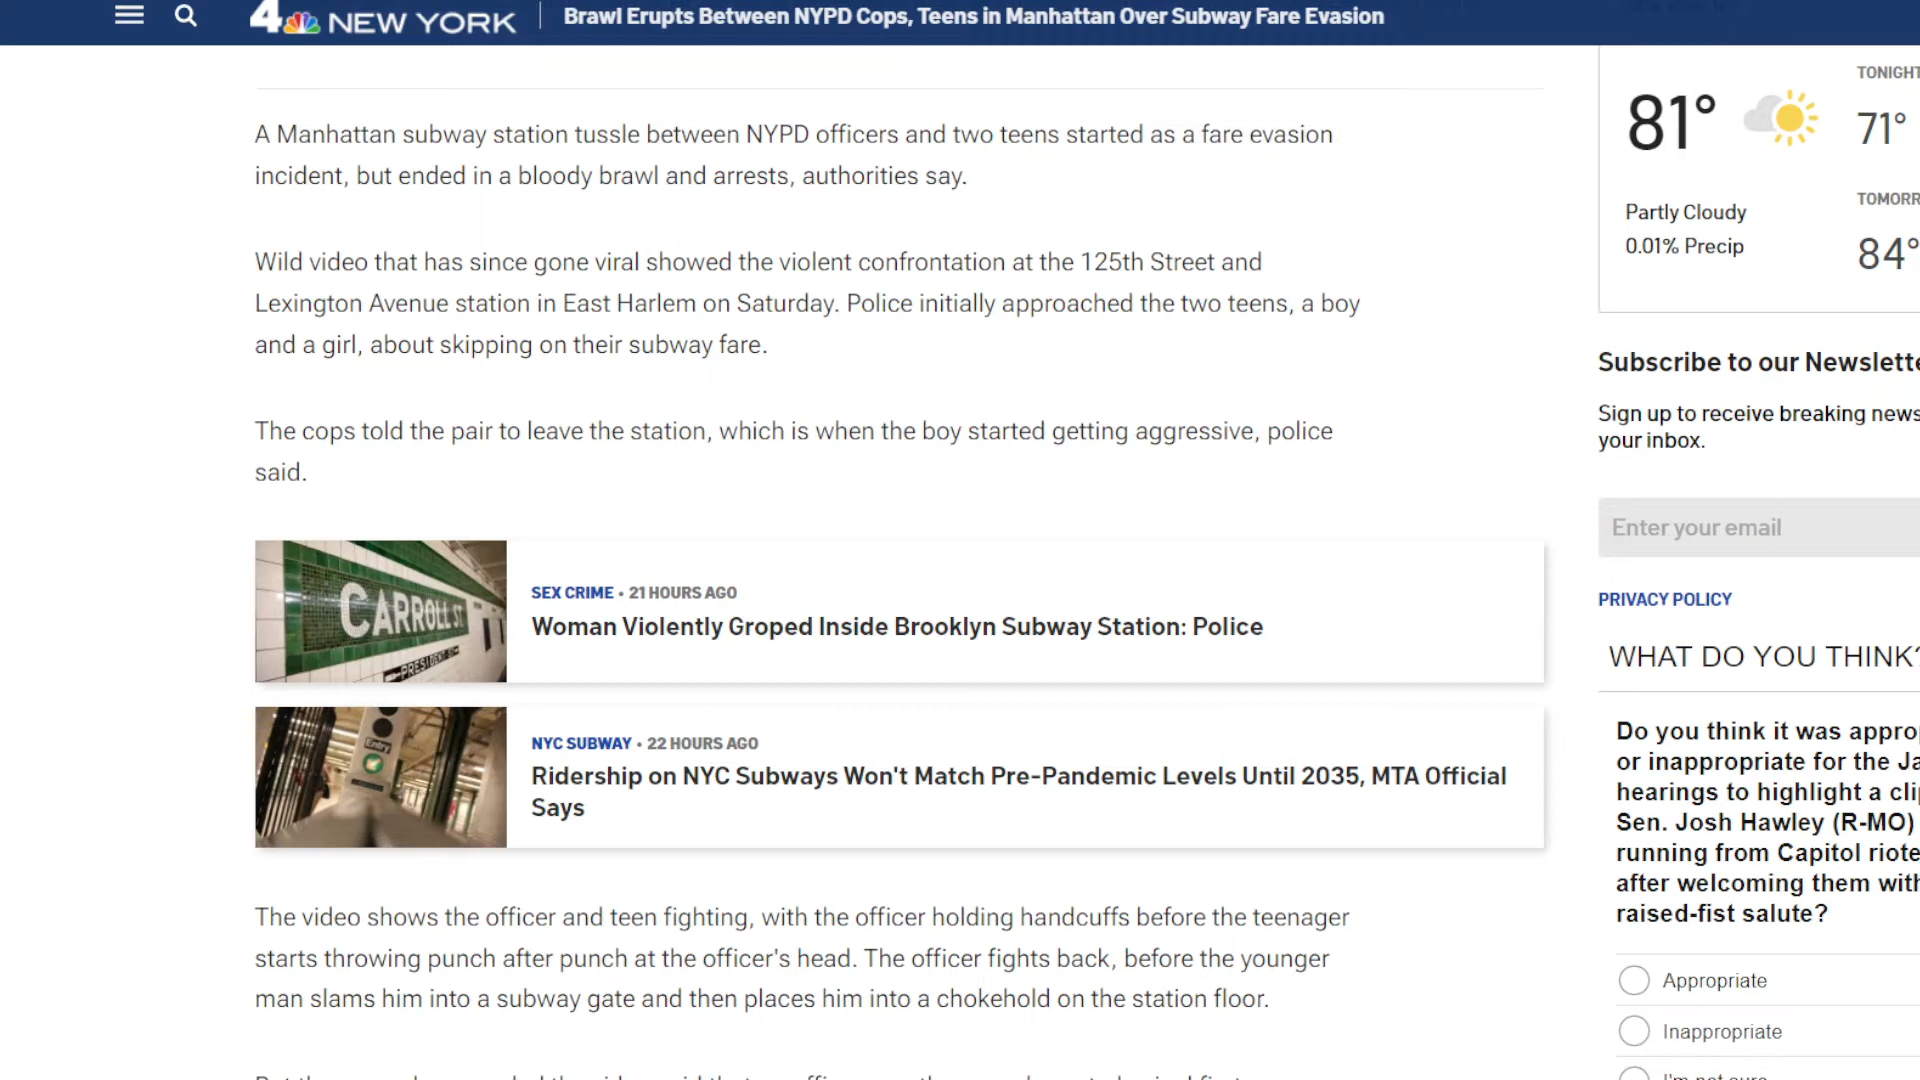 4 NEW YORK
Brawl Erupts Between NYPD Cops, Teens in Manhattan Over Subway Fare Evasion
A Manhattan subway station tussle between NYPD officers and two teens started as a fare evasion
incident, but ended in a bloody brawl and arrests, authorities say.
Wild video that has since gone viral showed the violent confrontation at the 125th Street and
Lexington Avenue station in East Harlem on Saturday. Police initially approached the two teens, a boy
and a girl, about skipping on their subway fare.
The cops told the pair to leave the station, which is when the boy started getting aggressive, police
said.
CARROLL ST
PRESIDENT ST
SEX CRIME • 21 HOURS AGO
Woman Violently Groped Inside Brooklyn Subway Station: Police
Entry
NYC SUBWAY • 22 HOURS AGO
Ridership on NYC Subways Won't Match Pre-Pandemic Levels Until 2035, MTA Official
Says
The video shows the officer and teen fighting, with the officer holding handcuffs before the teenager
starts throwing punch after punch at the officer's head. The officer fights back, before the younger
man slams him into a subway gate and then places him into a chokehold on the station floor.
81°
TONIGHT
71°
Partly Cloudy
0.01% Precip
TOMORR
84°
Subscribe to our Newslette
Sign up to receive breaking news
your inbox.
Enter your email
PRIVACY POLICY
WHAT DO YOU THINK?
Do you think it was approp
or inappropriate for the Ja
hearings to highlight a clip
Sen. Josh Hawley (R-MO)
running from Capitol riote
after welcoming them with
raised-fist salute?
Appropriate
Inappropriate
I'm not sure